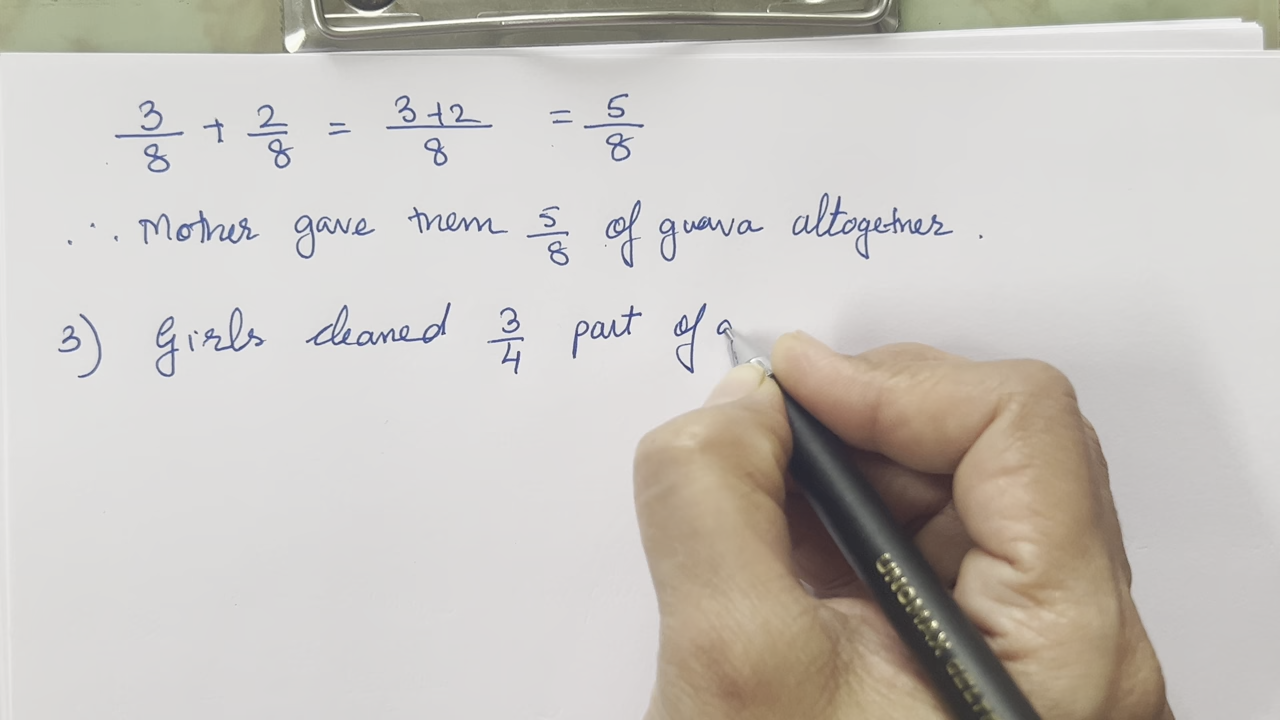 3/8 + 2/8 = 3+2/8 = 5/8
∴ Mother gave them 5/8 of guava altogether.
3) Girls cleaned 3/4 part of a
UNOMAX